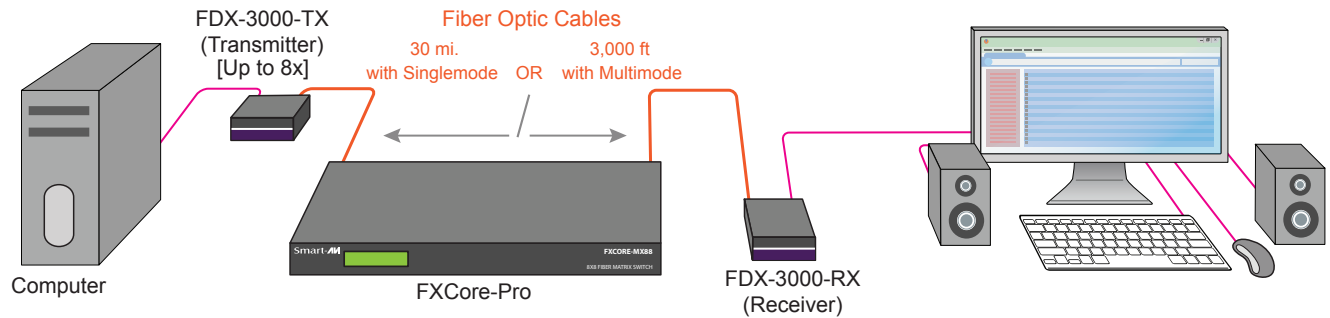 FDX-3000-TX
(Transmitter)
[Up to 8x]
Fiber Optic Cables
30 mi.
with Singlemode
OR
3,000 ft
with Multimode
Computer
Smart-AVI
FXCORE-MX88
8X8 FIBER MATRIX SWITCH
FXCore-Pro
FDX-3000-RX
(Receiver)